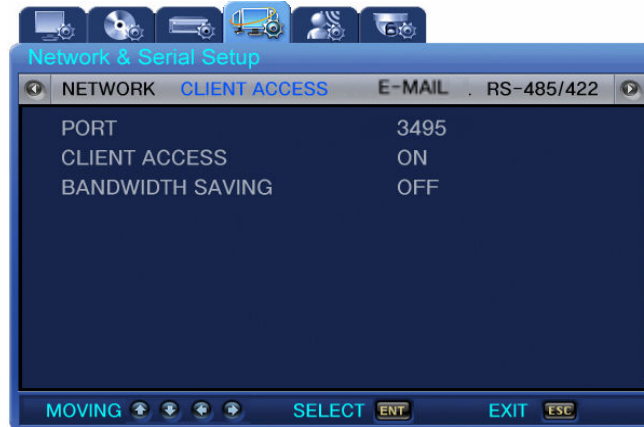 Network & Serial Setup
NETWORK CLIENT ACCESS E-MAIL . RS-485/422
PORT 3495
CLIENT ACCESS ON
BANDWIDTH SAVING OFF
MOVING SELECT ENT EXIT ESC